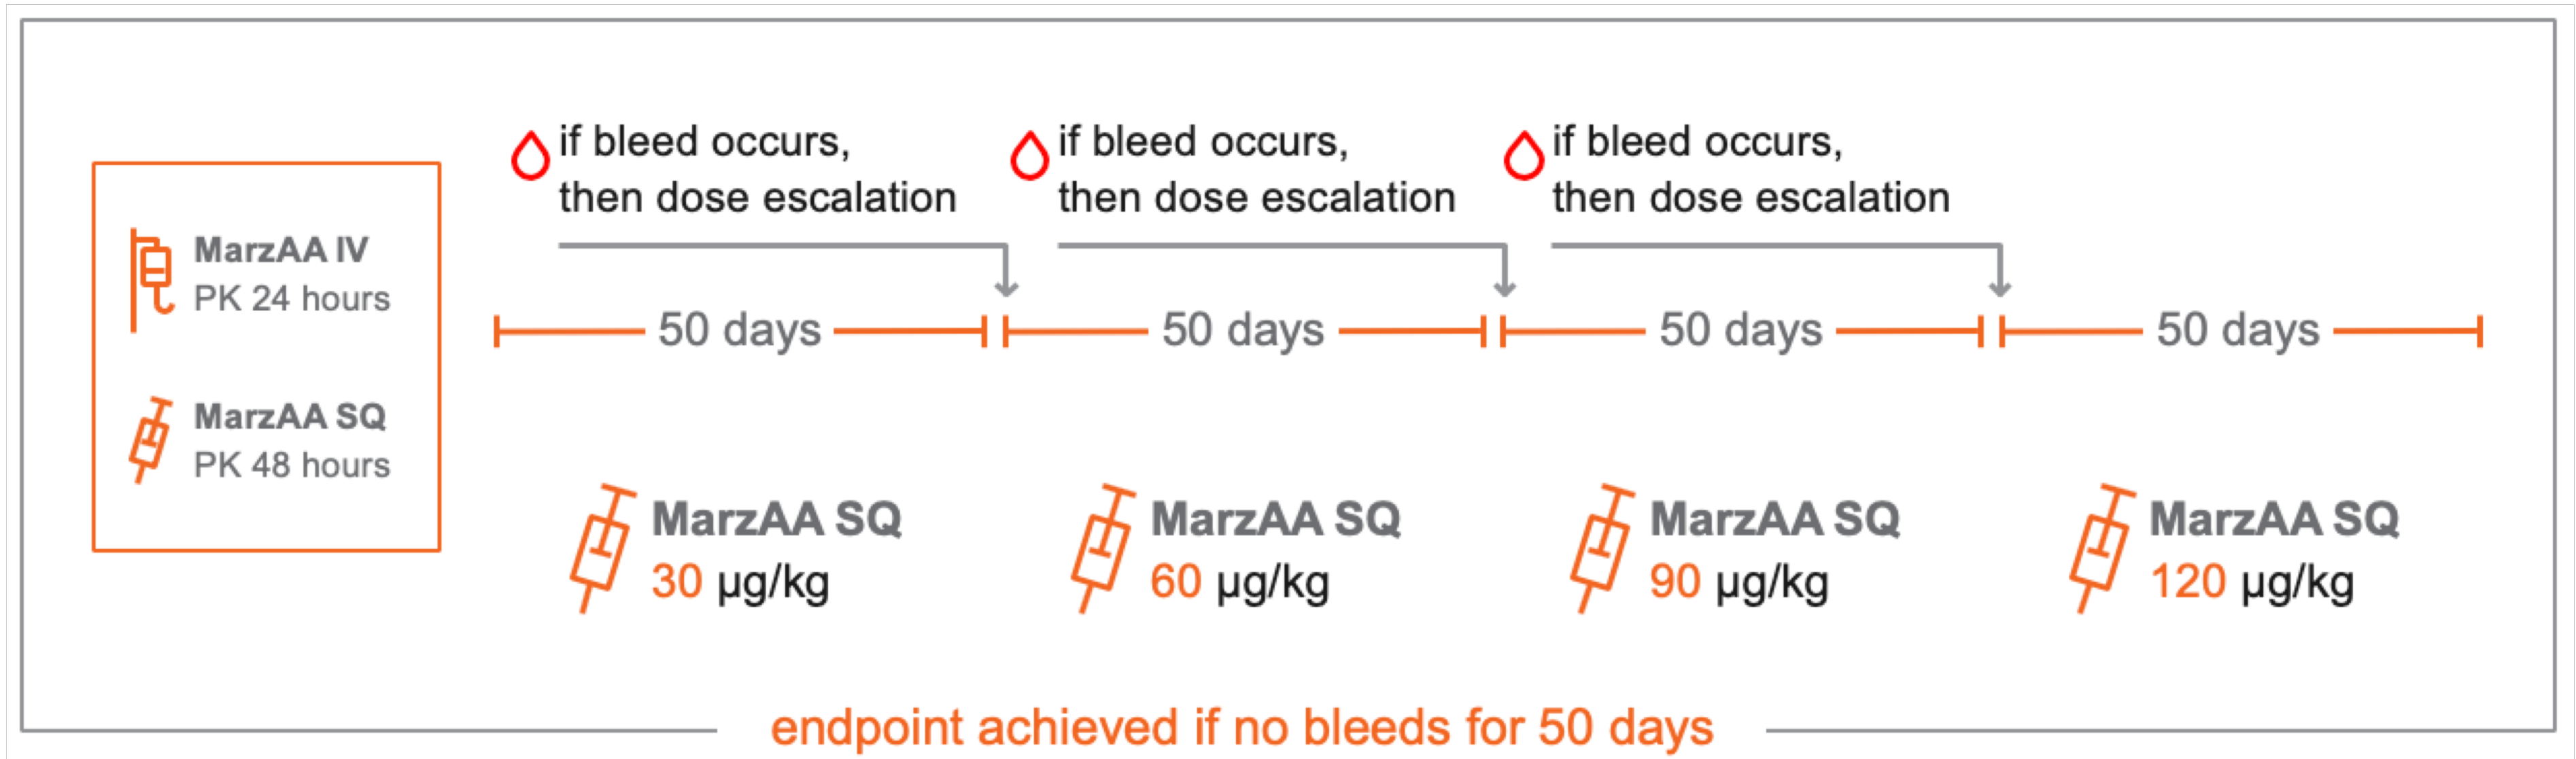 MarzAA IV
PK 24 hours
MarzAA SQ
PK 48 hours
if bleed occurs,
then dose escalation
if bleed occurs,
then dose escalation
if bleed occurs,
then dose escalation
50 days
50 days
50 days
50 days
MarzAA SQ
30 µg/kg
MarzAA SQ
60 µg/kg
MarzAA SQ
90 µg/kg
MarzAA SQ
120 µg/kg
endpoint achieved if no bleeds for 50 days